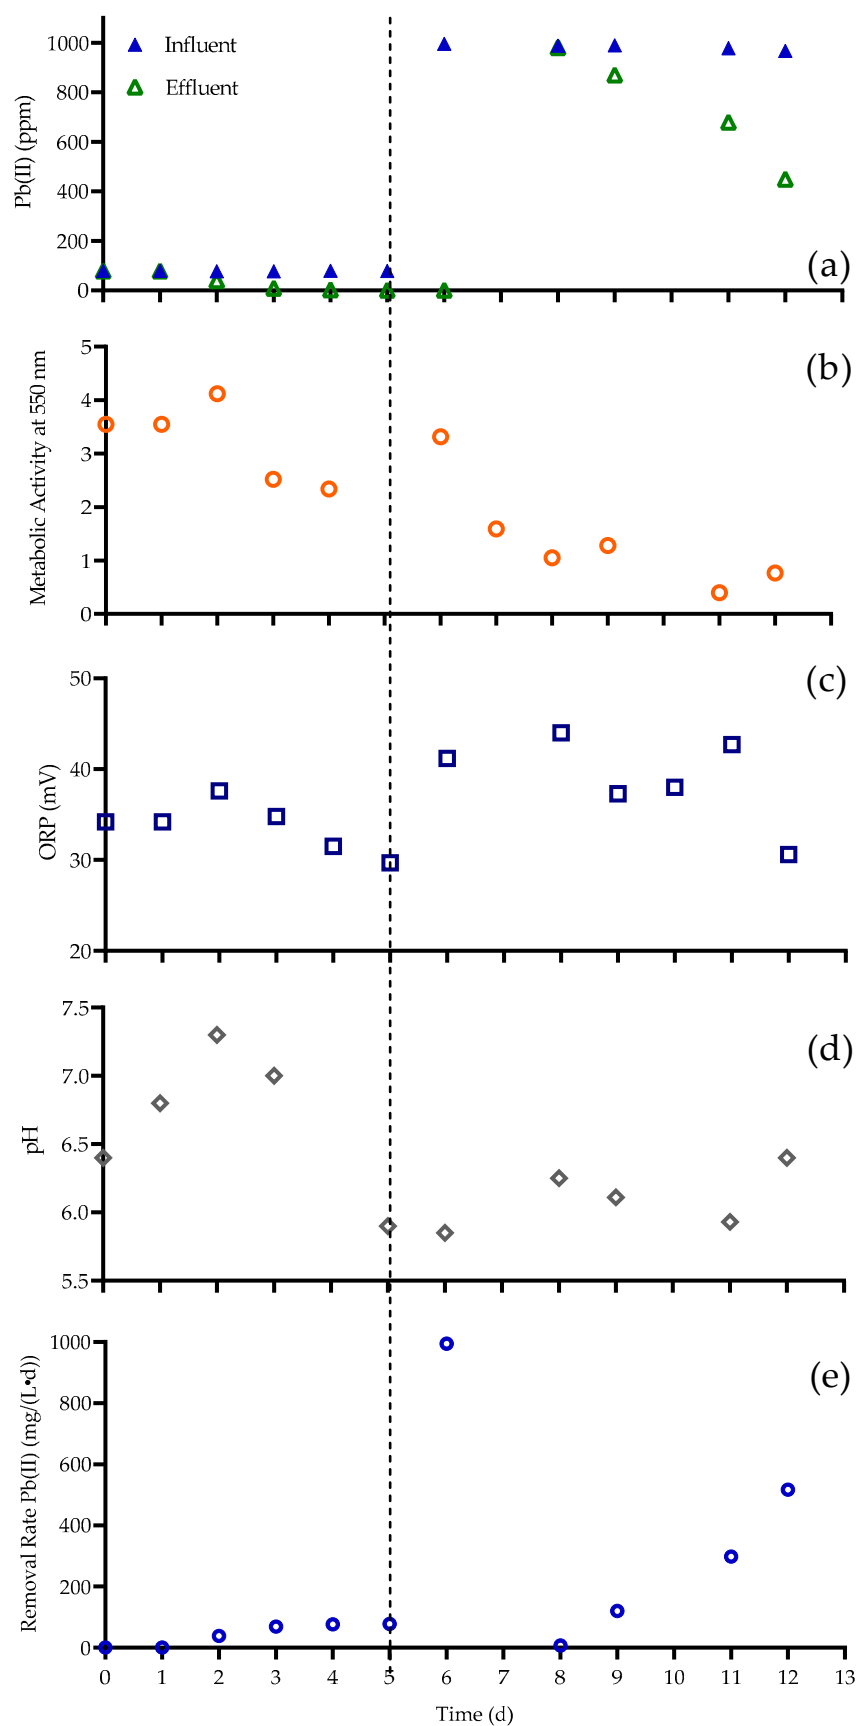 Influent
Effluent
Pb(II) (ppm)
1000
800
600
400
200
0
(a)
Metabolic Activity at 550 nm
5
4
3
2
1
0
(b)
ORP (mV)
50
40
30
20
(c)
pH
7.5
7.0
6.5
6.0
5.5
(d)
Removal Rate Pb(II) (mg/(L•d))
1000
800
600
400
200
0
(e)
0 1 2 3 4 5 6 7 8 9 10 11 12 13
Time (d)